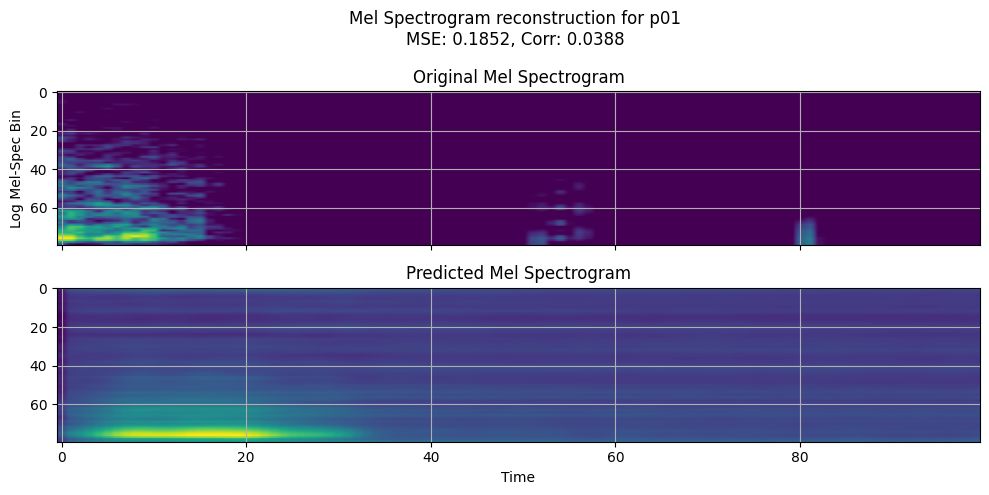 Mel Spectrogram reconstruction for p01
MSE: 0.1852, Corr: 0.0388
Original Mel Spectrogram
Log Mel-Spec Bin
0
20
40
60
Predicted Mel Spectrogram
0
20
40
60
0 20 40 60 80
Time